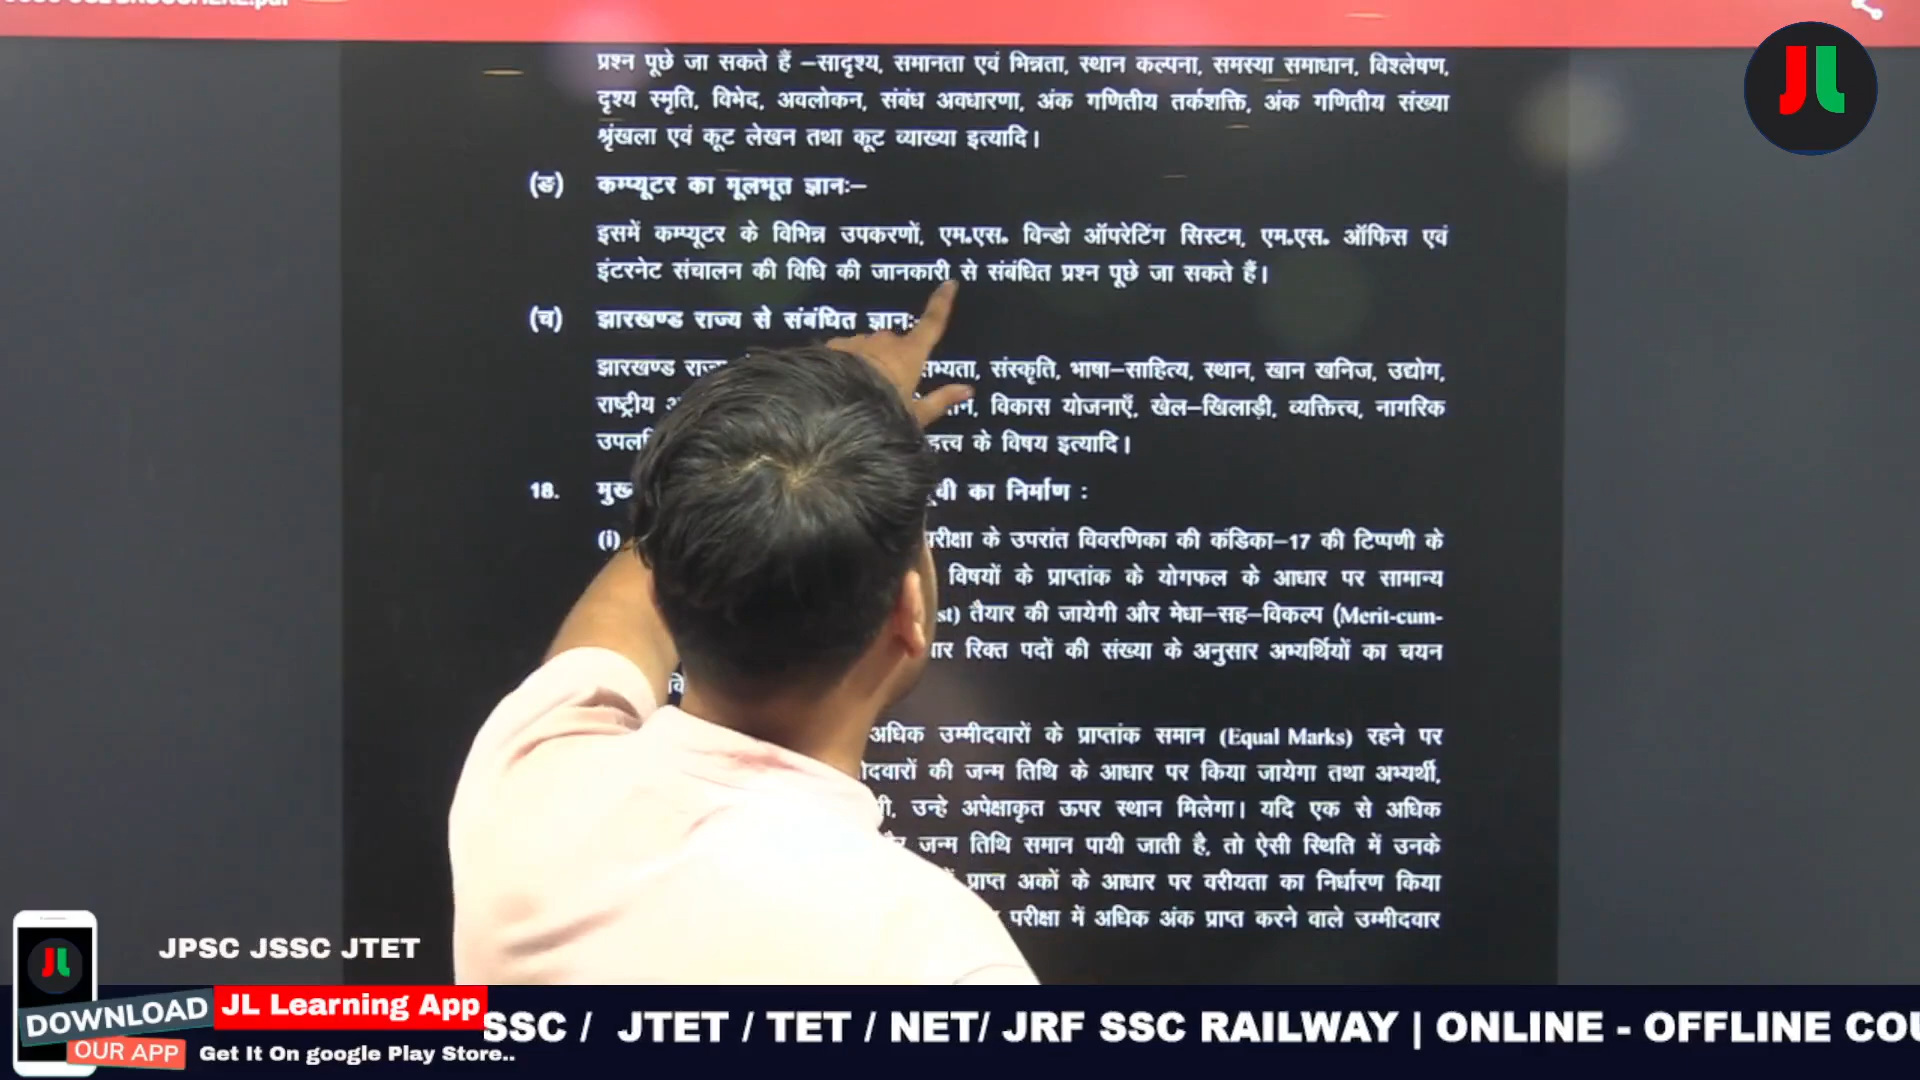 प्रश्न पूछे जा सकते हैं –सादृश्य, समानता एवं भिन्नता, स्थान कल्पना, समस्या समाधान, विश्लेषण,
दृश्य स्मृति, विभेद, अवलोकन, संबंध अवधारणा, अंक गणितीय तर्कशक्ति, अंक गणितीय संख्या
श्रृंखला एवं कूट लेखन तथा कूट व्याख्या इत्यादि।
(ङ) कम्प्यूटर का मूलभूत ज्ञानः–
इसमें कम्प्यूटर के विभिन्न उपकरणों, एम.एस. विन्डो ऑपरेटिंग सिस्टम, एम.एस. ऑफिस एवं
इंटरनेट संचालन की विधि की जानकारी से संबंधित प्रश्न पूछे जा सकते हैं।
(च) झारखण्ड राज्य से संबंधित ज्ञानः–
झारखण्ड सभ्यता, संस्कृति, भाषा–साहित्य, स्थान, खान खनिज, उद्योग,
राष्ट्रीय विकास योजनाएँ, खेल–खिलाड़ी, व्यक्तित्त्व, नागरिक
के विषय इत्यादि।
18. का निर्माण :
(i) परीक्षा के उपरांत विवरणिका की कंडिका–17 की टिप्पणी के
विषयों के प्राप्तांक के योगफल के आधार पर सामान्य
तैयार की जायेगी और मेधा–सह–विकल्प (Merit-cum-
रिक्त पदों की संख्या के अनुसार अभ्यर्थियों का चयन
अधिक उम्मीदवारों के प्राप्तांक समान (Equal Marks) रहने पर
की जन्म तिथि के आधार पर किया जायेगा तथा अभ्यर्थी,
उन्हे अपेक्षाकृत ऊपर स्थान मिलेगा। यदि एक से अधिक
जन्म तिथि समान पायी जाती है, तो ऐसी स्थिति में उनके
प्राप्त अकों के आधार पर वरीयता का निर्धारण किया
परीक्षा में अधिक अंक प्राप्त करने वाले उम्मीदवार
JL
JPSC JSSC JTET
JL
DOWNLOAD
OUR APP
JL Learning App
Get It On google Play Store..
SSC / JTET / TET / NET/ JRF SSC RAILWAY | ONLINE - OFFLINE COU